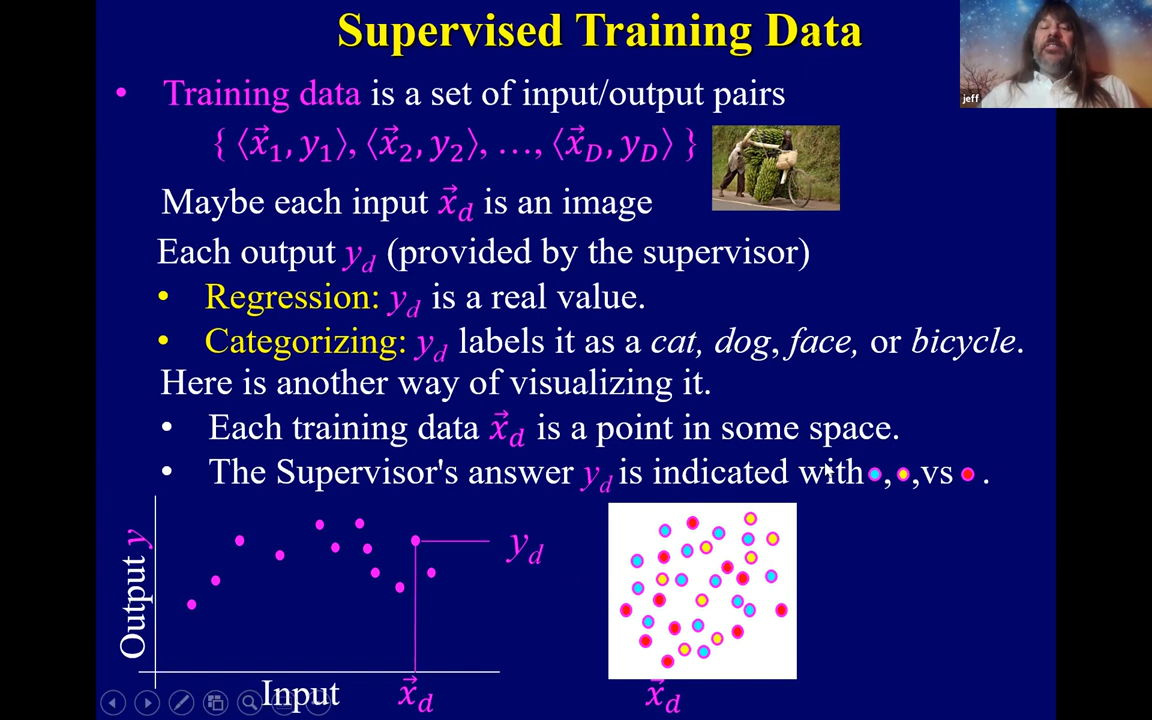 Supervised Training Data
jeff
• Training data is a set of input/output pairs
{ ⟨x⃗₁, y₁⟩, ⟨x⃗₂, y₂⟩, …, ⟨x⃗_D, y_D⟩ }
Maybe each input x⃗_d is an image
Each output y_d (provided by the supervisor)
• Regression: y_d is a real value.
• Categorizing: y_d labels it as a cat, dog, face, or bicycle.
Here is another way of visualizing it.
• Each training data x⃗_d is a point in some space.
• The Supervisor's answer y_d is indicated with , , vs .
Output y
y_d
Input
x⃗_d
x⃗_d